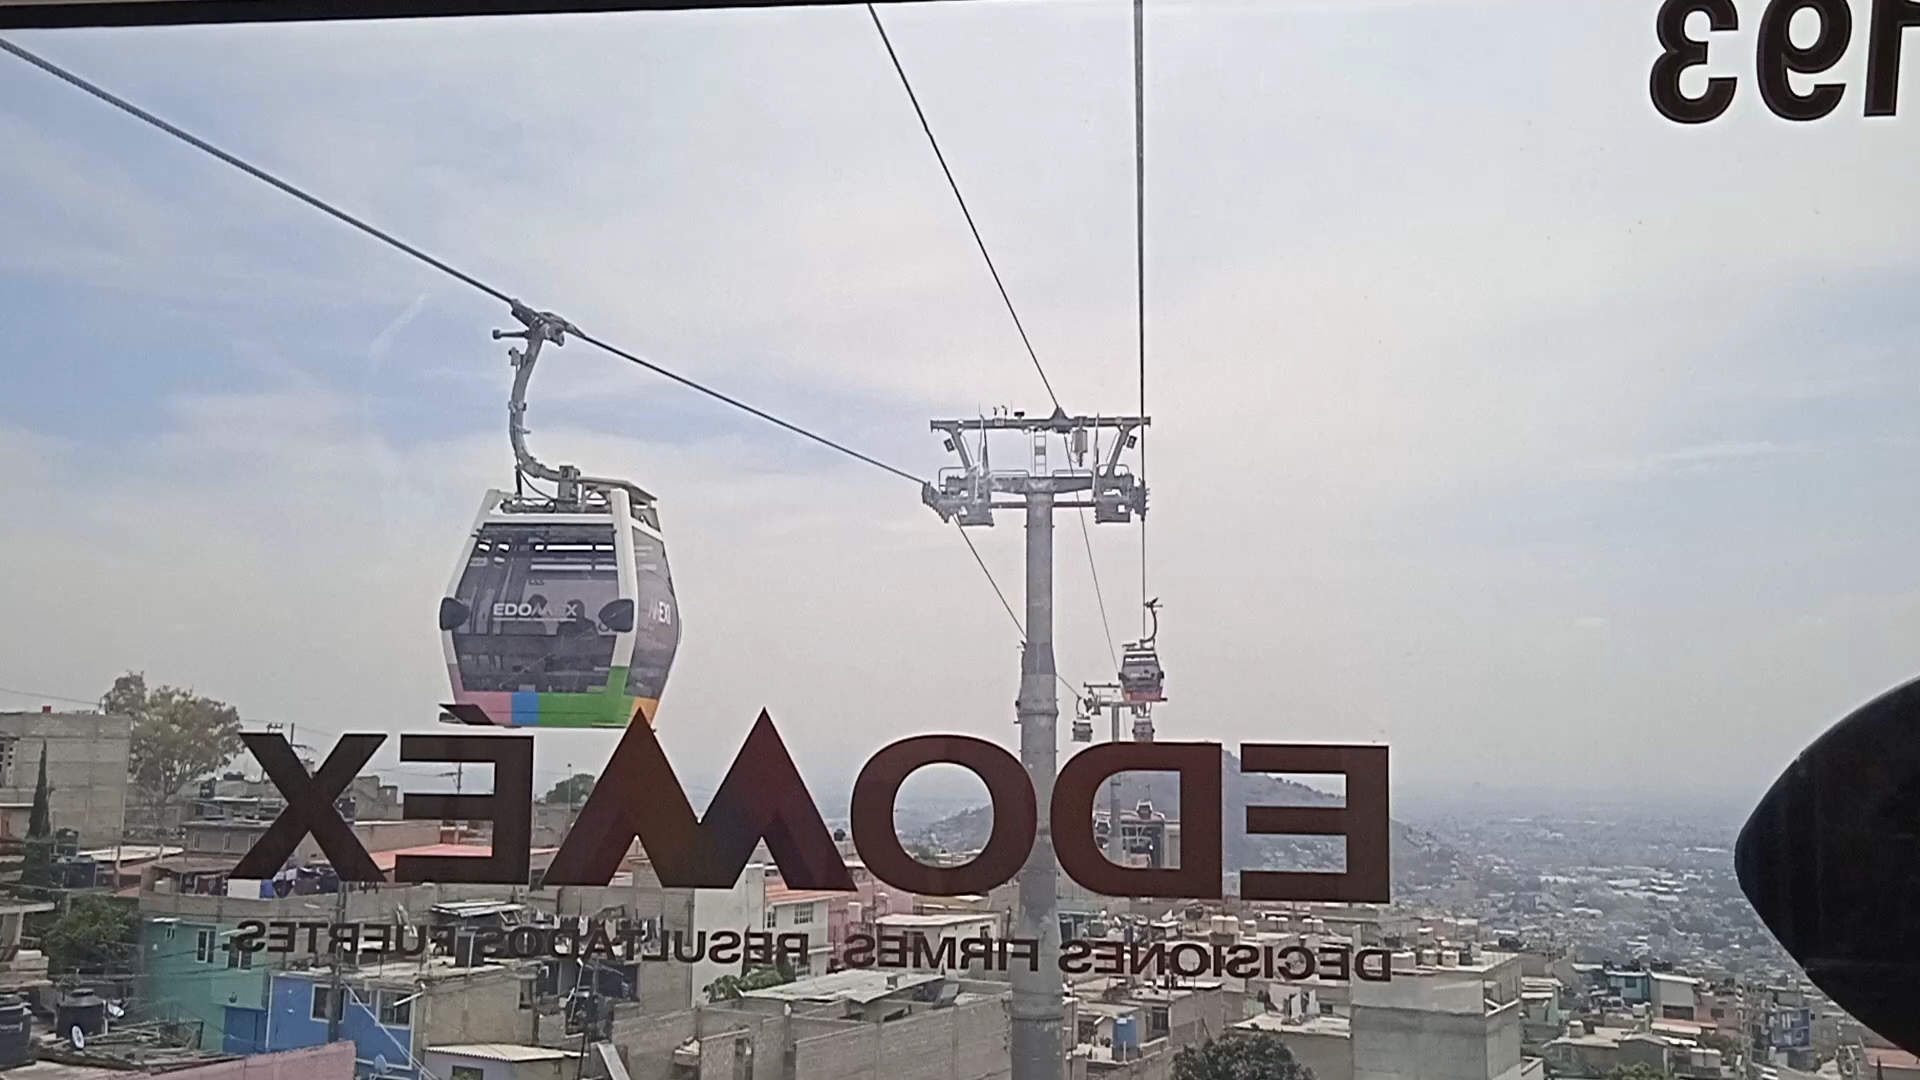 193
EDOMEX
EDOMEX
DECISIONES FIRMES, RESULTADOS FUERTES.